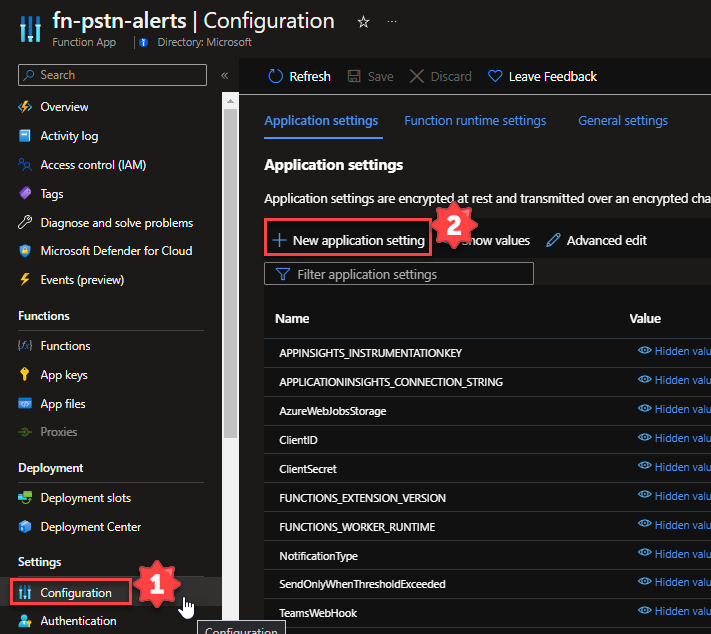 fn-pstn-alerts | Configuration
Function App
Directory: Microsoft
Search
Overview
Activity log
Access control (IAM)
Tags
Diagnose and solve problems
Microsoft Defender for Cloud
Events (preview)
Functions
Functions
App keys
App files
Proxies
Deployment
Deployment slots
Deployment Center
Settings
Configuration
1
Authentication
Configuration
Refresh
Save
Discard
Leave Feedback
Application settings
Function runtime settings
General settings
Application settings
Application settings are encrypted at rest and transmitted over an encrypted cha
New application setting
2
how values
Advanced edit
Filter application settings
Name Value
APPINSIGHTS_INSTRUMENTATIONKEY Hidden valu
APPLICATIONINSIGHTS_CONNECTION_STRING Hidden valu
AzureWebJobsStorage Hidden valu
ClientID Hidden valu
ClientSecret Hidden valu
FUNCTIONS_EXTENSION_VERSION Hidden valu
FUNCTIONS_WORKER_RUNTIME Hidden valu
NotificationType Hidden valu
SendOnlyWhenThresholdExceeded Hidden valu
TeamsWebHook Hidden valu